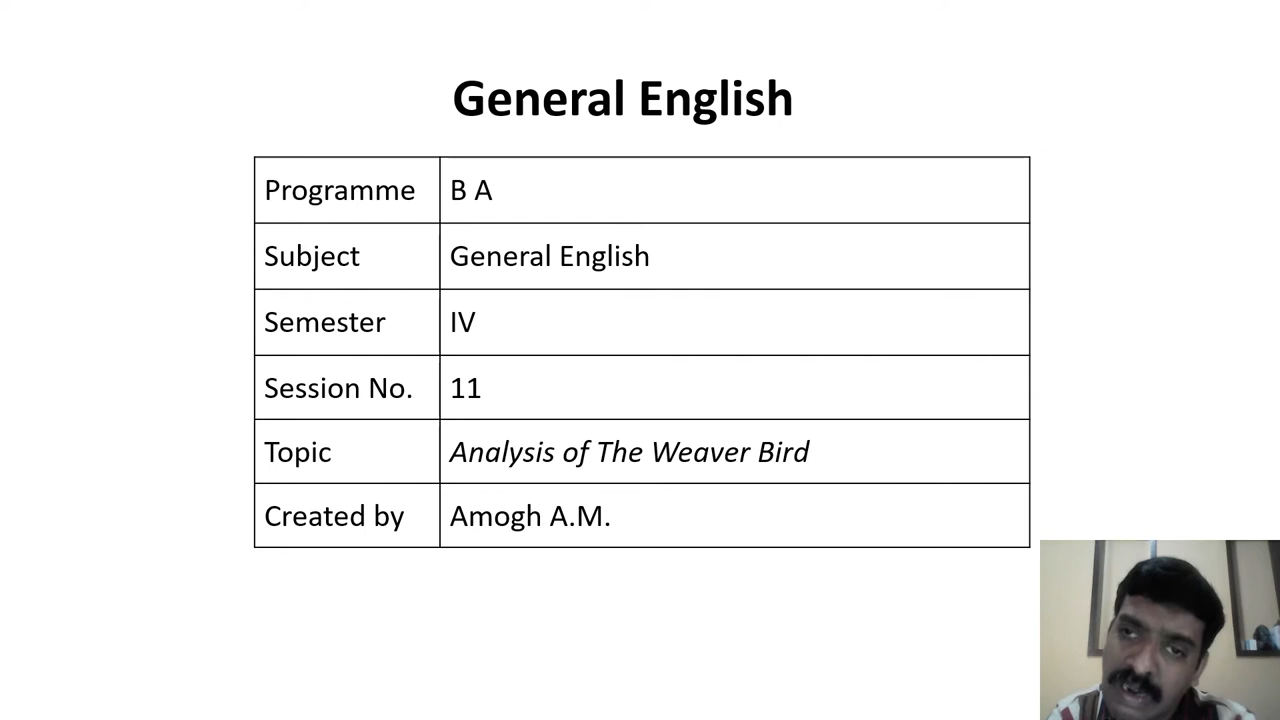 General English
Programme B A
Subject General English
Semester IV
Session No. 11
Topic Analysis of The Weaver Bird
Created by Amogh A.M.